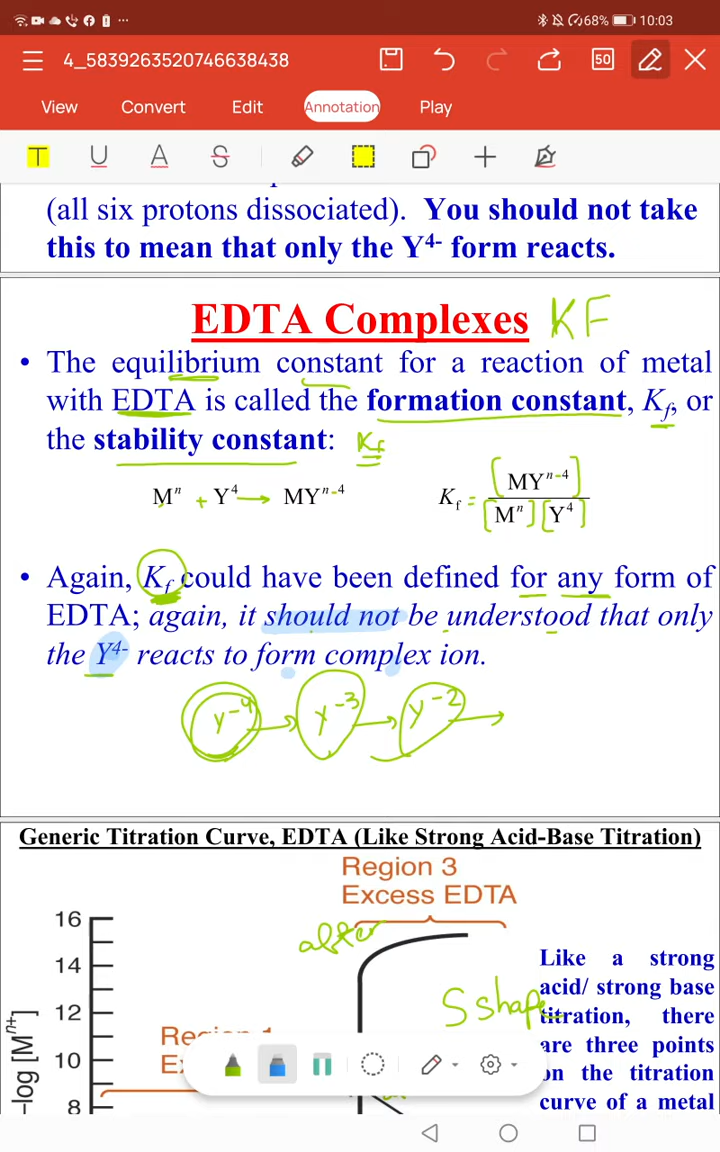 68% 10:03
4_5839263520746638438
50
View Convert Edit Annotation Play
T U A S
(all six protons dissociated). You should not take
this to mean that only the Y4- form reacts.
EDTA Complexes KF
• The equilibrium constant for a reaction of metal
with EDTA is called the formation constant, Kf, or
the stability constant: Kf
Mn + Y4 → MYn-4
Kf = [MYn-4]
[Mn] [Y4]
• Again, Kf could have been defined for any form of
EDTA; again, it should not be understood that only
the Y4- reacts to form complex ion.
y-4 → y-3 → y-2 →
Generic Titration Curve, EDTA (Like Strong Acid-Base Titration)
Region 3
Excess EDTA
after
16
14
12
10
8
-log [Mn+]
S shape
Like a strong
acid/ strong base
titration, there
are three points
on the titration
curve of a metal